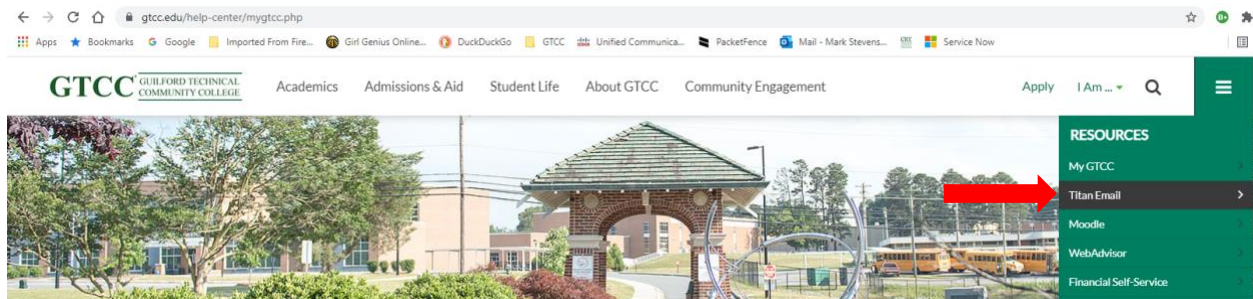 gtcc.edu/help-center/mygtcc.php
Apps Bookmarks Google Imported From Fire... Girl Genius Online... DuckDuckGo GTCC Unified Communica... PacketFence Mail - Mark Stevens... Service Now
GTCC GUILFORD TECHNICAL COMMUNITY COLLEGE Academics Admissions & Aid Student Life About GTCC Community Engagement Apply I Am ...
RESOURCES
My GTCC
Titan Email
Moodle
WebAdvisor
Financial Self-Service